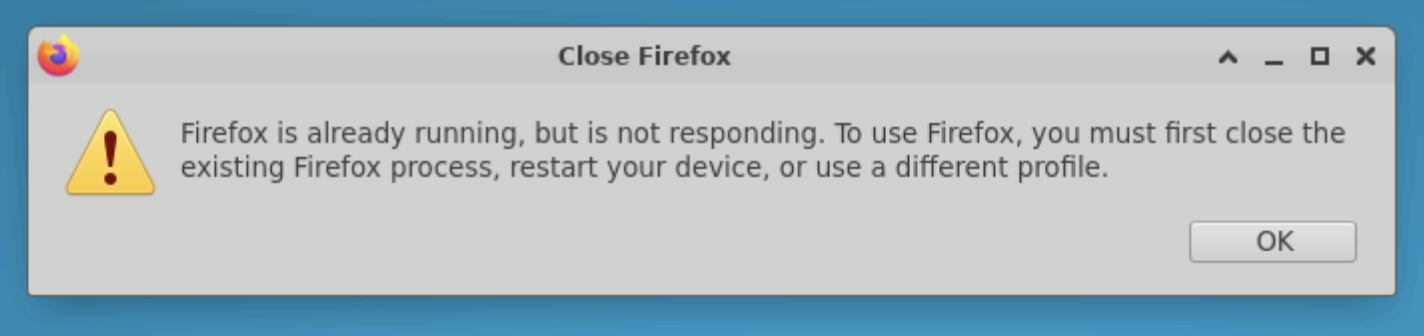 Close Firefox
Firefox is already running, but is not responding. To use Firefox, you must first close the
existing Firefox process, restart your device, or use a different profile.
OK